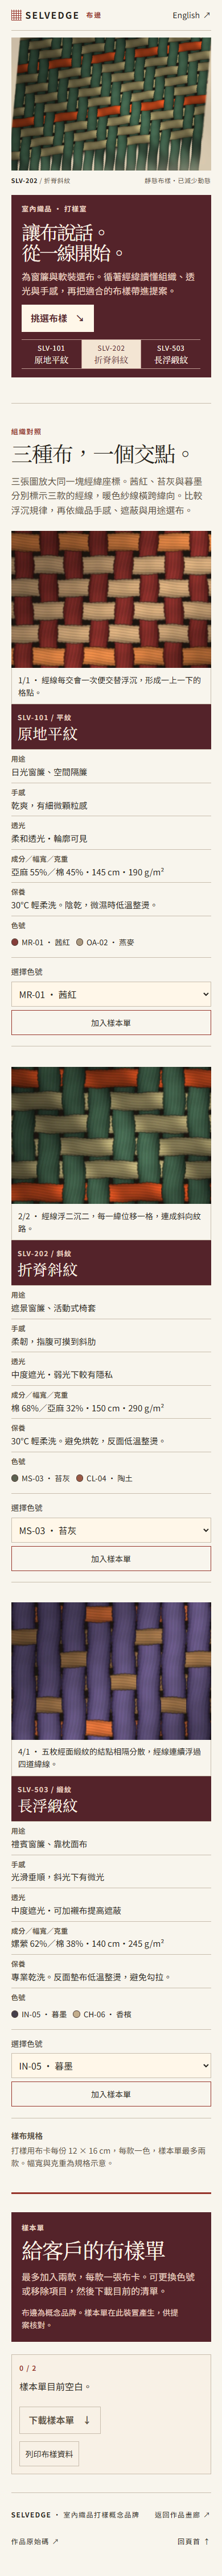 SELVEDGE 布邊
English ↗
SLV-202 / 折脊斜紋
靜態布樣・已減少動態
室內織品 ・ 打樣室
讓布說話。
從一線開始。
為窗簾與軟裝選布。循著經緯讀懂組織、透
光與手感，再把適合的布樣帶進提案。
挑選布樣 ↘
SLV-101
原地平紋
SLV-202
折脊斜紋
SLV-503
長浮緞紋
組織對照
三種布，一個交點。
三張圖放大同一塊經緯座標。茜紅、苔灰與暮墨
分別標示三款的經線，暖色紗線橫跨緯向。比較
浮沉規律，再依織品手感、遮蔽與用途選布。
1/1 ・ 經線每交會一次便交替浮沉，形成一上一下的
格點。
SLV-101 / 平紋
原地平紋
用途
日光窗簾、空間隔簾
手感
乾爽，有細微顆粒感
透光
柔和透光・輪廓可見
成分／幅寬／克重
亞麻 55%／棉 45%・145 cm・190 g/m²
保養
30°C 輕柔洗。陰乾，微濕時低溫整燙。
色號
MR-01 ・ 茜紅 OA-02 ・ 燕麥
選擇色號
MR-01 ・ 茜紅
加入樣本單
2/2 ・ 經線浮二沉二，每一緯位移一格，連成斜向紋
路。
SLV-202 / 斜紋
折脊斜紋
用途
遮景窗簾、活動式椅套
手感
柔韌，指腹可摸到斜肋
透光
中度遮光・弱光下較有隱私
成分／幅寬／克重
棉 68%／亞麻 32%・150 cm・290 g/m²
保養
30°C 輕柔洗。避免烘乾，反面低溫整燙。
色號
MS-03 ・ 苔灰 CL-04 ・ 陶土
選擇色號
MS-03 ・ 苔灰
加入樣本單
4/1 ・ 五枚經面緞紋的結點相隔分散，經線連續浮過
四道緯線。
SLV-503 / 緞紋
長浮緞紋
用途
禮賓窗簾、靠枕面布
手感
光滑垂順，斜光下有微光
透光
中度遮光・可加襯布提高遮蔽
成分／幅寬／克重
嫘縈 62%／棉 38%・140 cm・245 g/m²
保養
專業乾洗。反面墊布低溫整燙，避免勾拉。
色號
IN-05 ・ 暮墨 CH-06 ・ 香檳
選擇色號
IN-05 ・ 暮墨
加入樣本單
樣布規格
打樣用布卡每份 12 × 16 cm，每款一色，樣本單最多兩
款。幅寬與克重為規格示意。
樣本單
給客戶的布樣單
最多加入兩款，每款一張布卡。可更換色號
或移除項目，然後下載目前的清單。
布邊為概念品牌。樣本單在此裝置產生，供提
案核對。
0 / 2
樣本單目前空白。
下載樣本單 ↓
列印布樣資料
SELVEDGE ・ 室內織品打樣概念品牌
返回作品畫廊 ↗
作品原始碼 ↗
回頁首 ↑